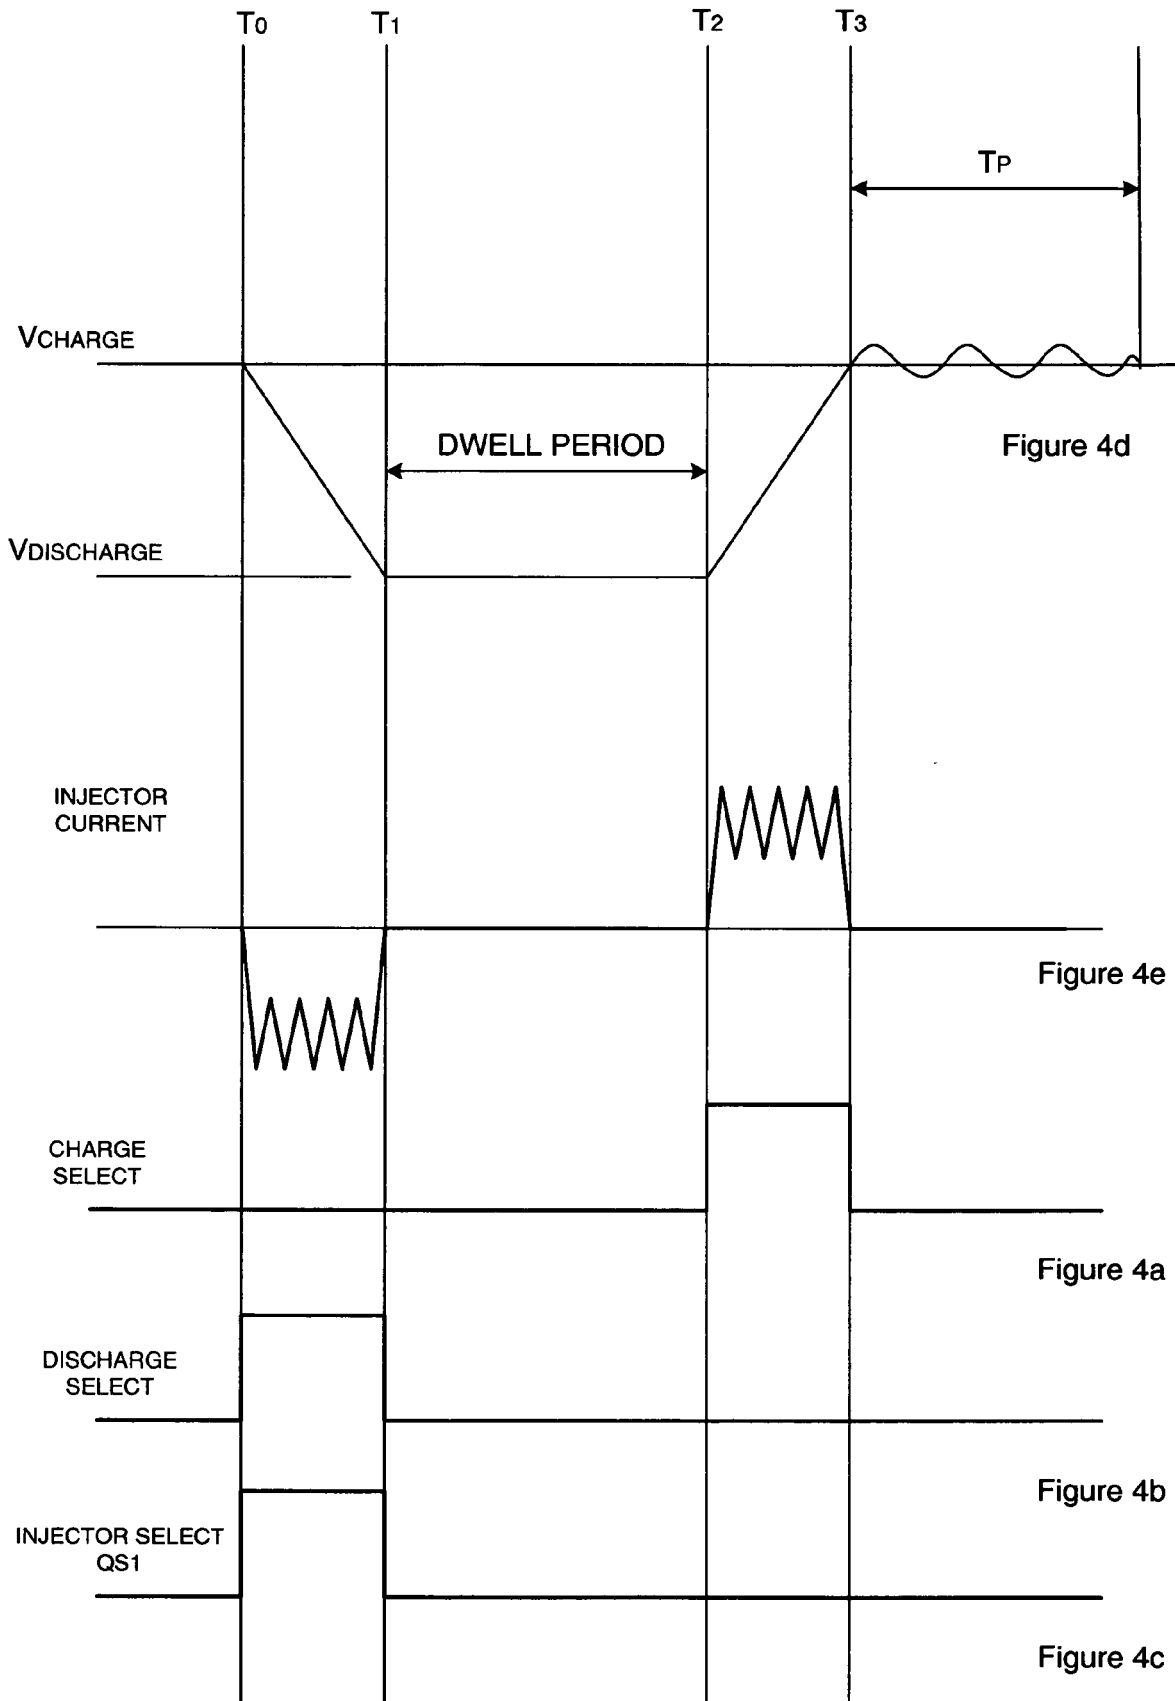 T0 T1 T2 T3
TP
VCHARGE
DWELL PERIOD
Figure 4d
VDISCHARGE
INJECTOR
CURRENT
Figure 4e
CHARGE
SELECT
Figure 4a
DISCHARGE
SELECT
Figure 4b
INJECTOR SELECT
QS1
Figure 4c